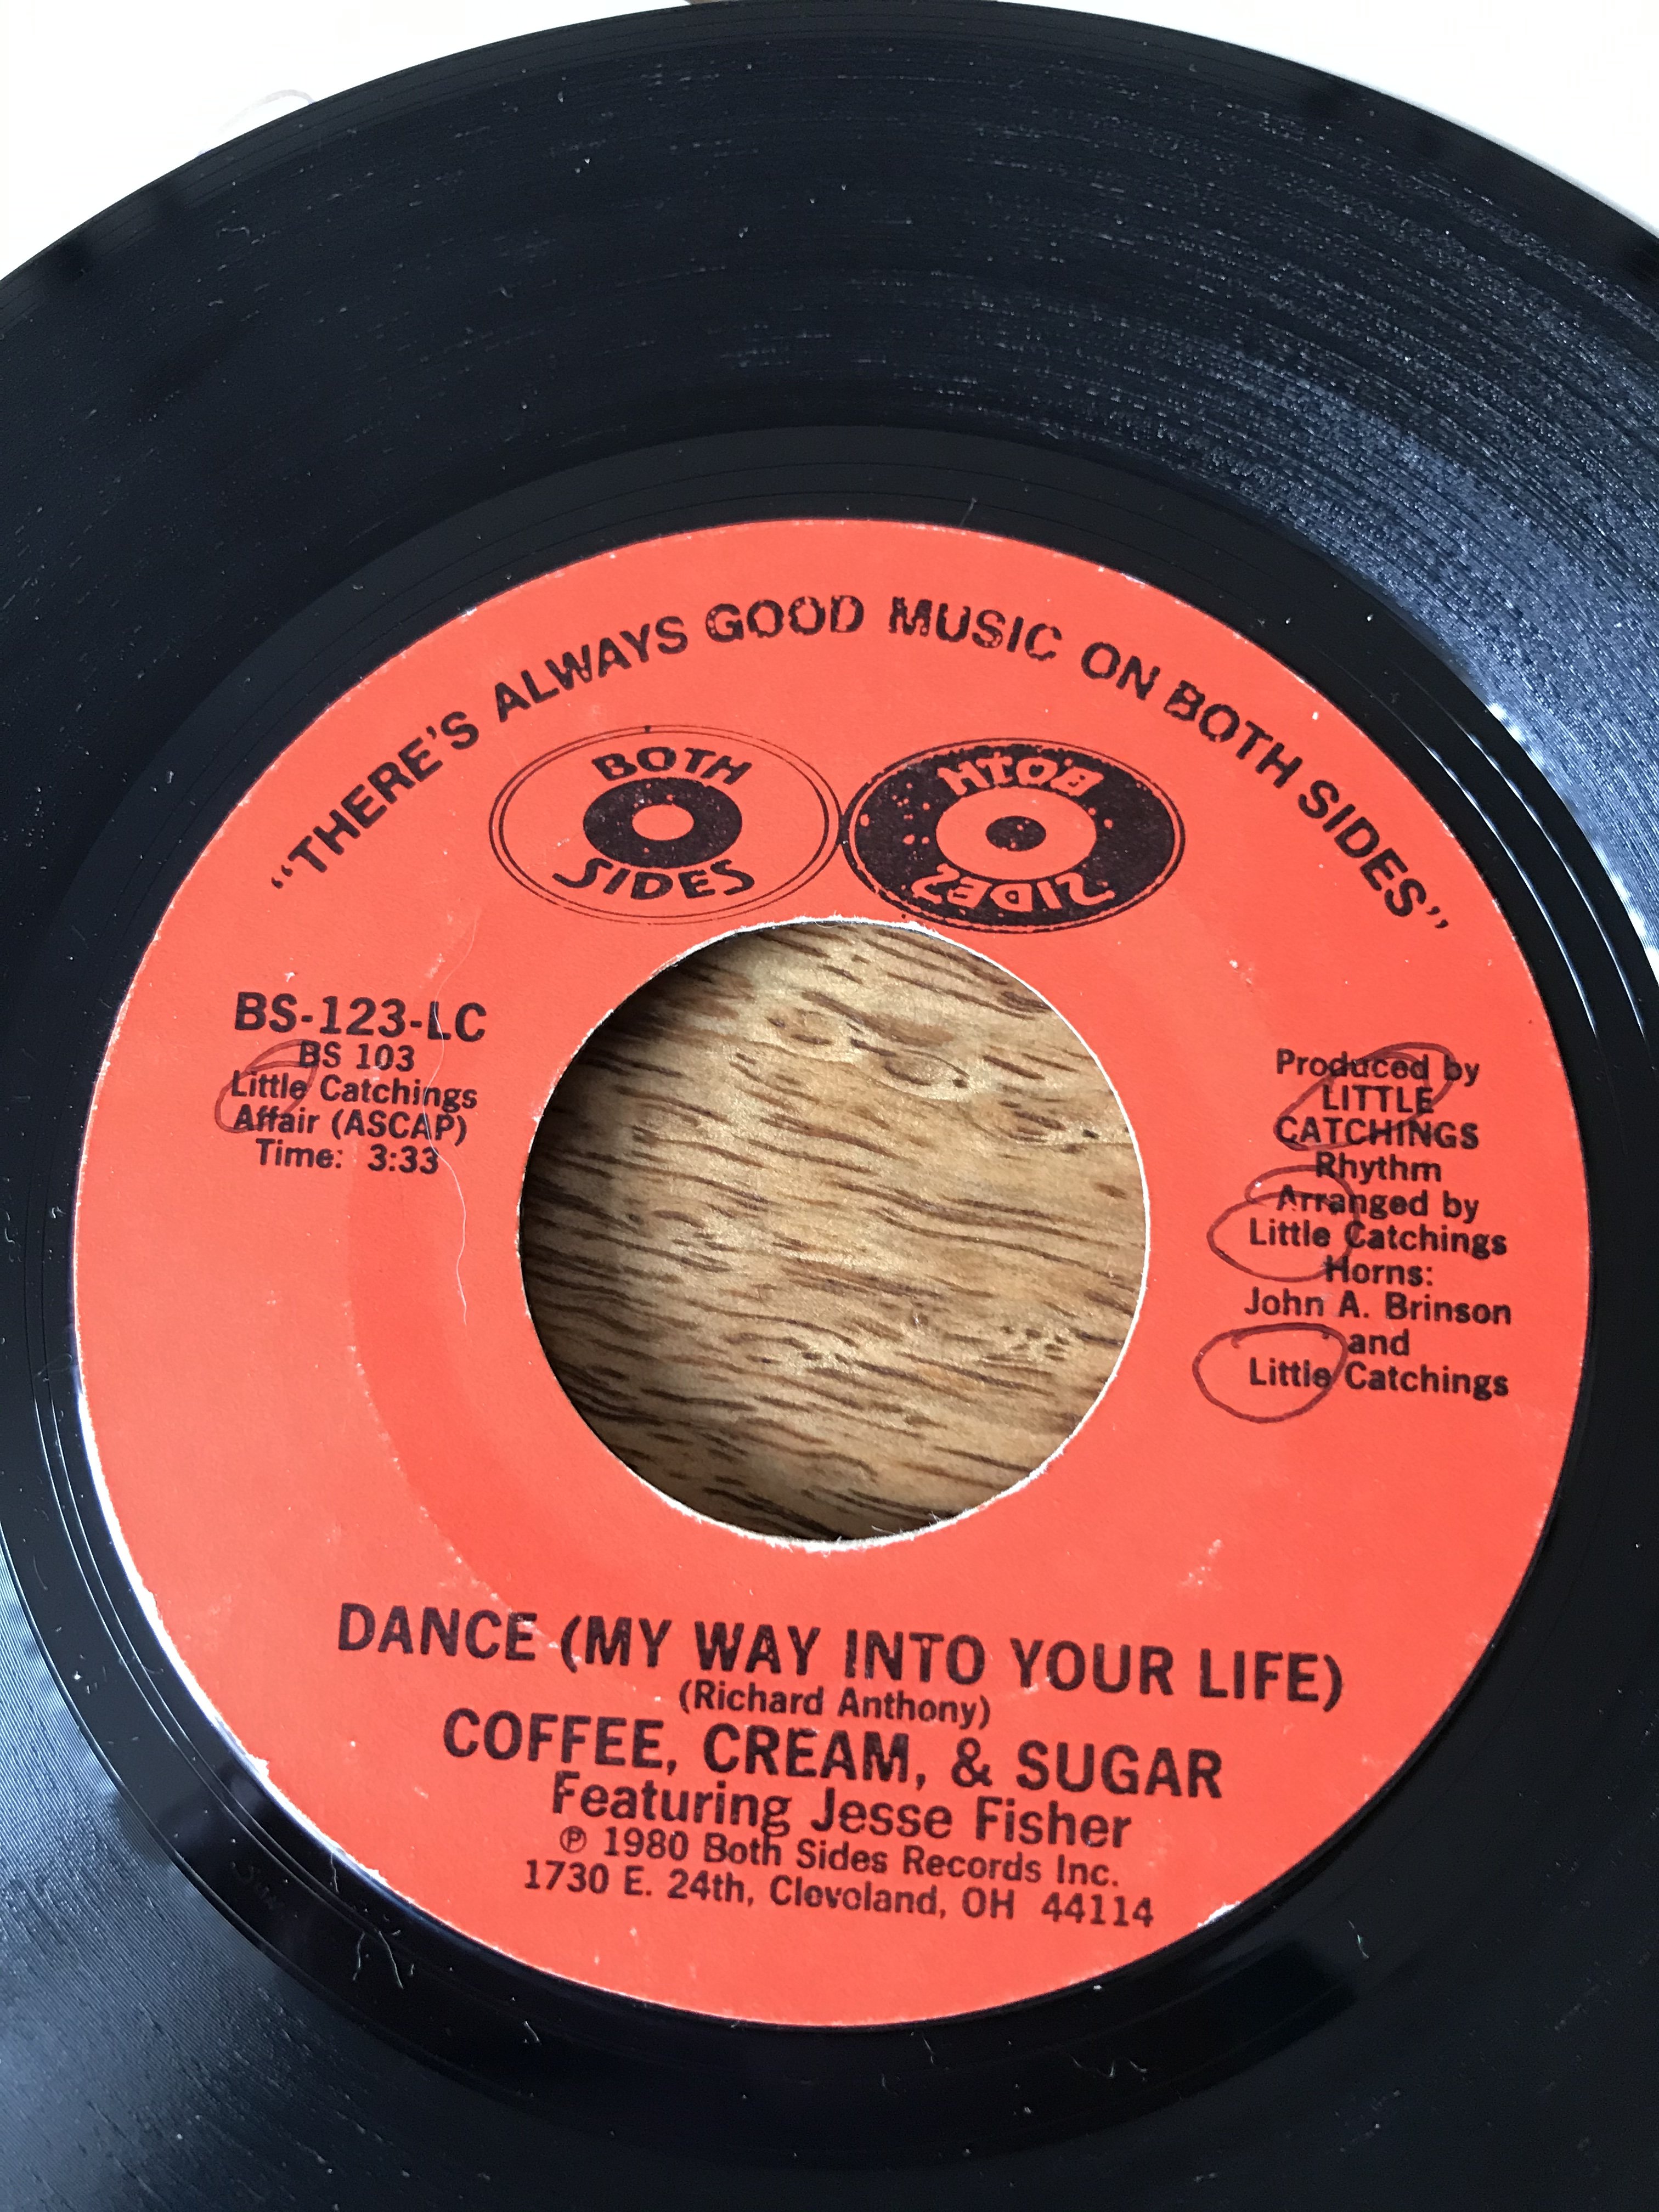 “THERE'S ALWAYS GOOD MUSIC ON BOTH SIDES”
BOTH
SIDES
BOTH
SIDES
BS-123-LC
BS 103
Little Catchings
Affair (ASCAP)
Time: 3:33
Produced by
LITTLE
CATCHINGS
Rhythm
Arranged by
Little Catchings
Horns:
John A. Brinson
and
Little Catchings
DANCE (MY WAY INTO YOUR LIFE)
(Richard Anthony)
COFFEE, CREAM, & SUGAR
Featuring Jesse Fisher
℗ 1980 Both Sides Records Inc.
1730 E. 24th, Cleveland, OH 44114